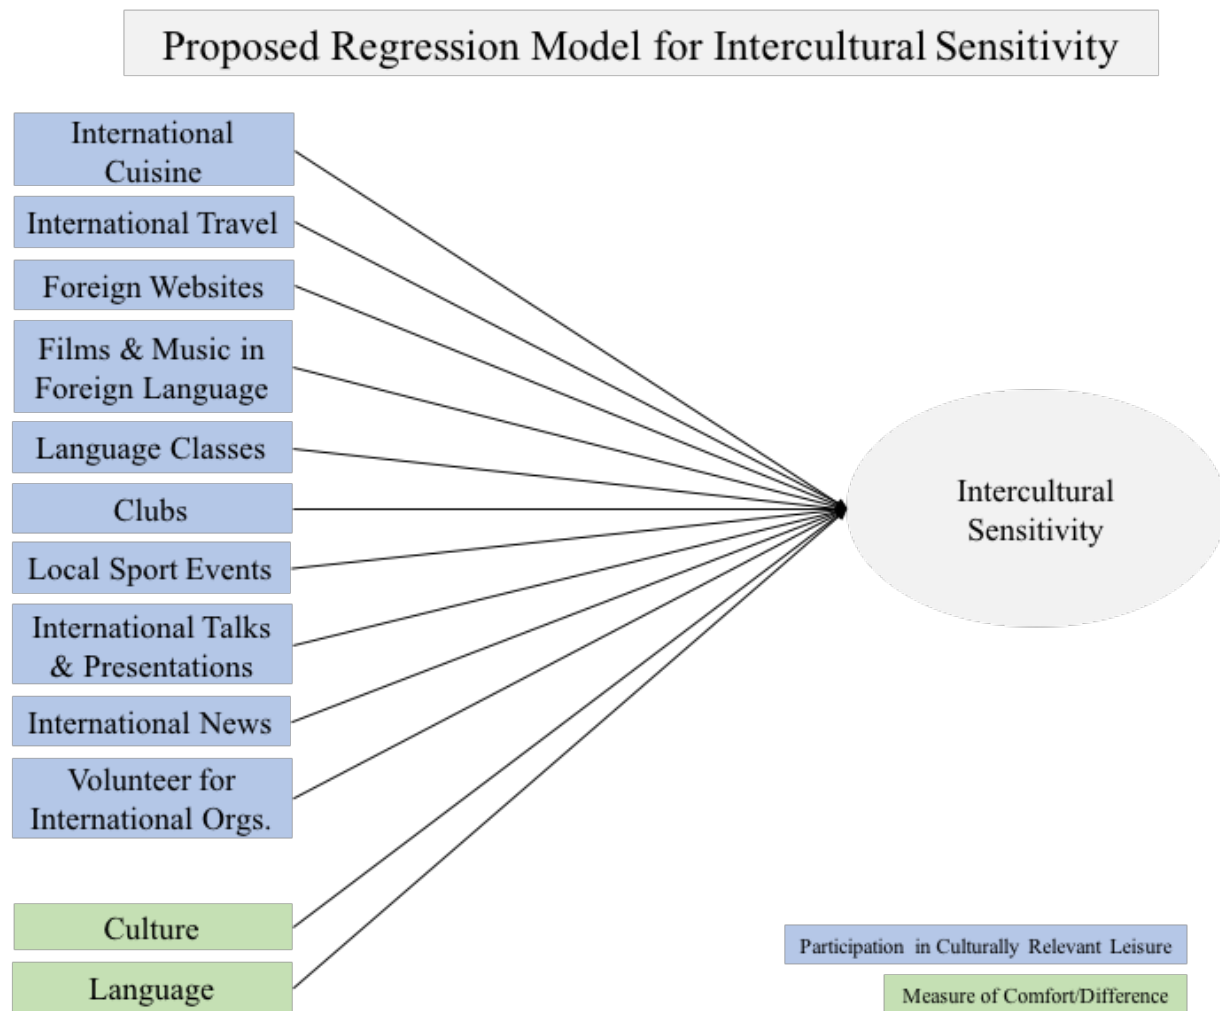 Proposed Regression Model for Intercultural Sensitivity
International
Cuisine
International Travel
Foreign Websites
Films & Music in
Foreign Language
Language Classes
Clubs
Local Sport Events
International Talks
& Presentations
International News
Volunteer for
International Orgs.
Culture
Language
Intercultural
Sensitivity
Participation in Culturally Relevant Leisure
Measure of Comfort/Difference